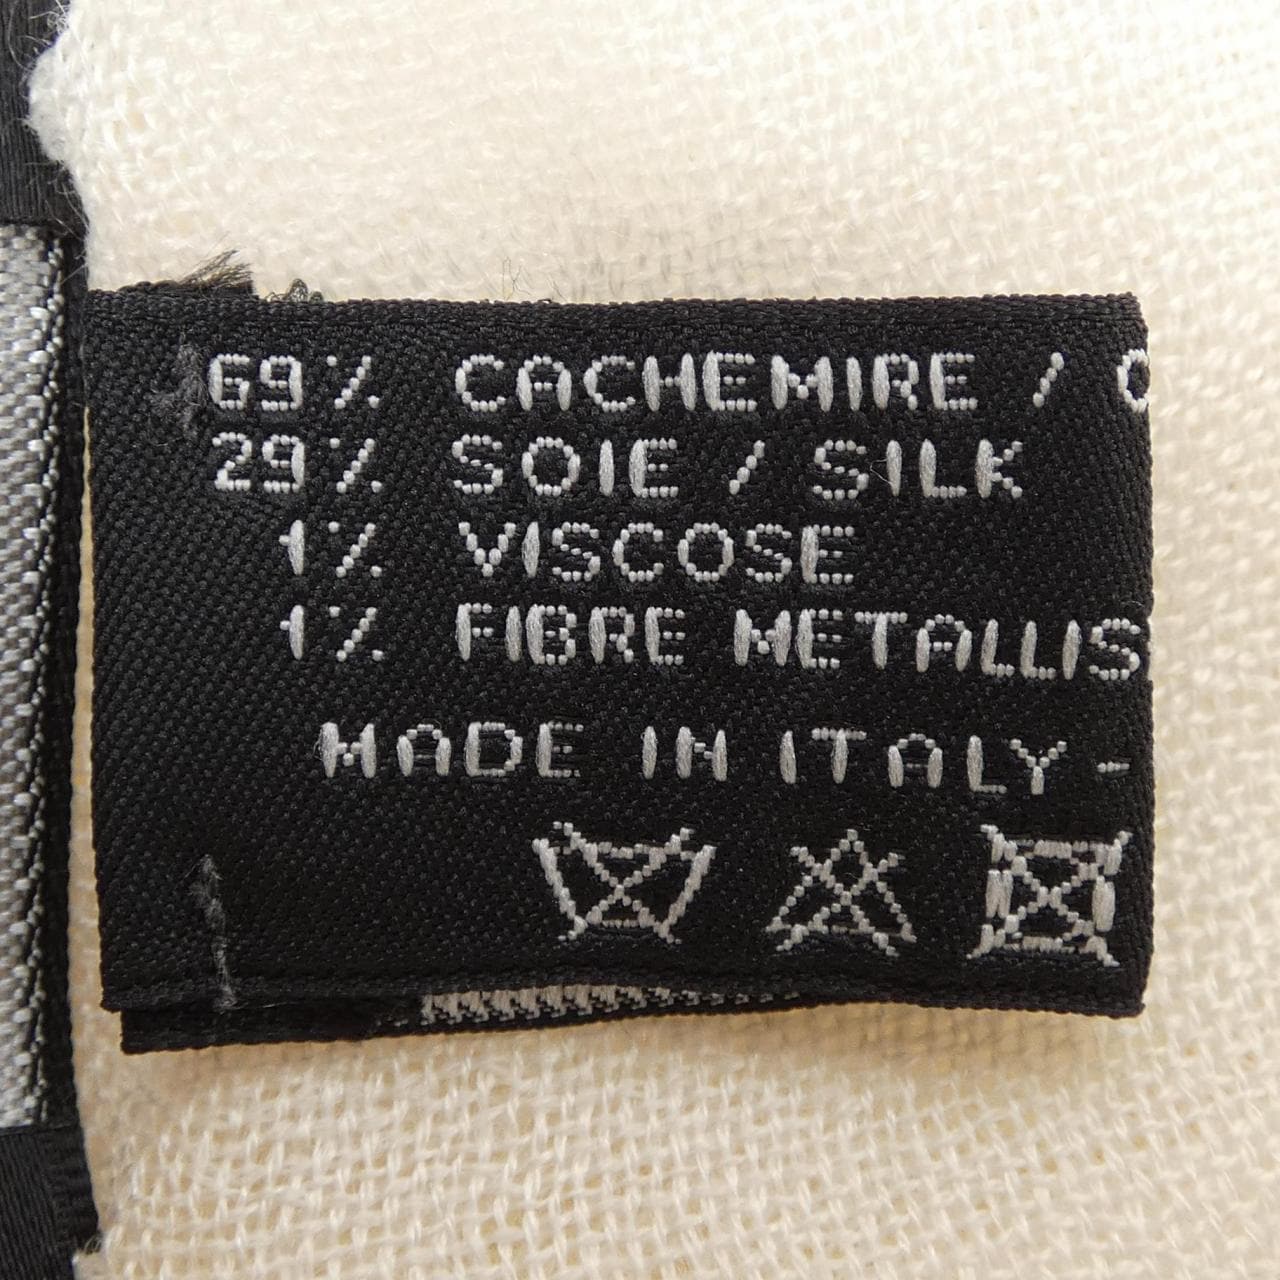 69% CACHEMIRE / C
29% SOIE / SILK
1% VISCOSE
1% FIBRE METALLIS
MADE IN ITALY -